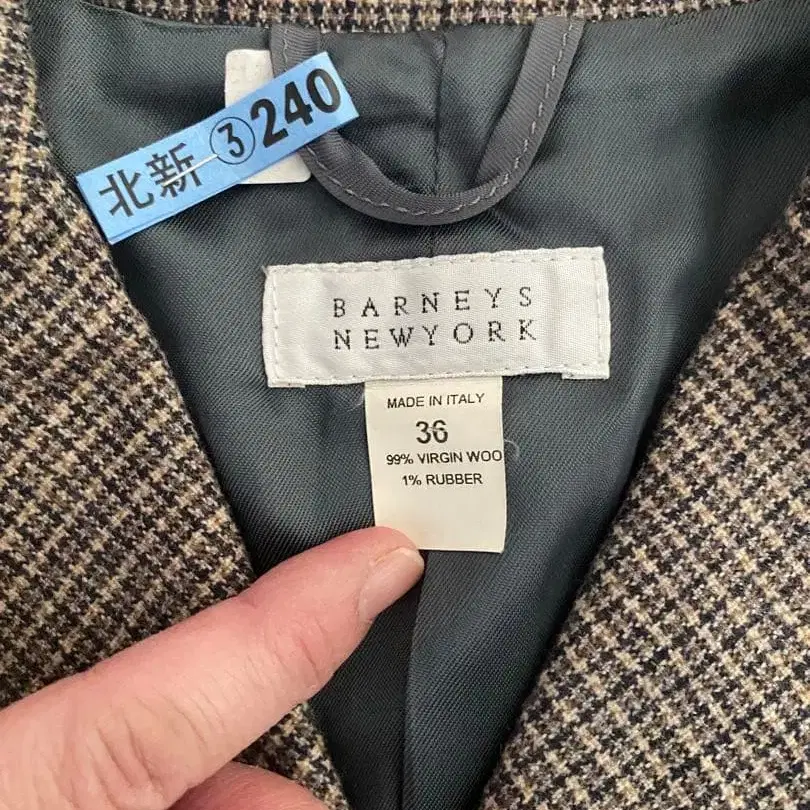 北新 ③240
BARNEYS
NEWYORK
MADE IN ITALY
36
99% VIRGIN WOO
1% RUBBER